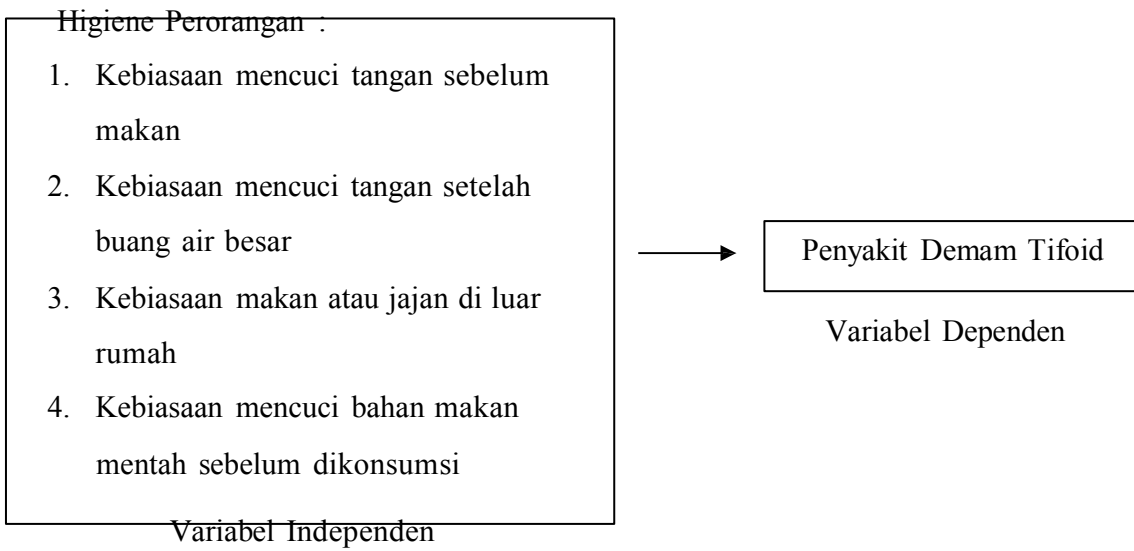 Higiene Perorangan :
1. Kebiasaan mencuci tangan sebelum
makan
2. Kebiasaan mencuci tangan setelah
buang air besar
3. Kebiasaan makan atau jajan di luar
rumah
4. Kebiasaan mencuci bahan makan
mentah sebelum dikonsumsi
Variabel Independen
Penyakit Demam Tifoid
Variabel Dependen